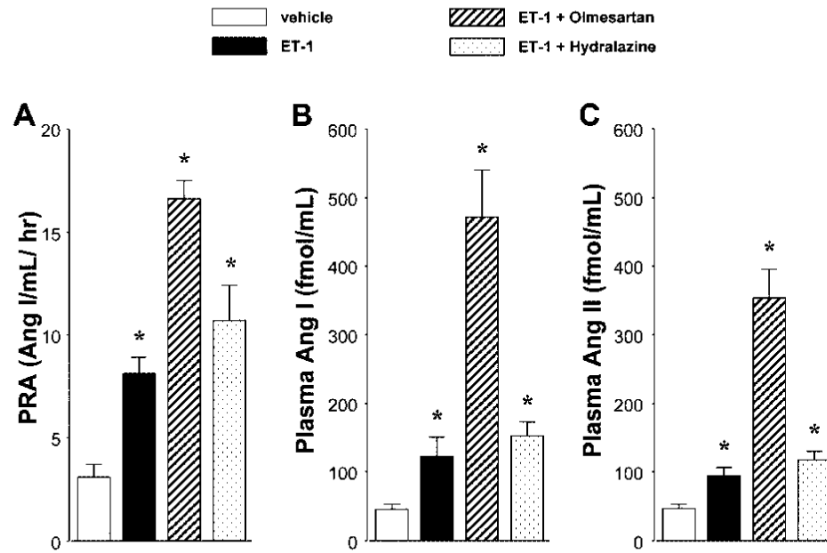 vehicle
ET-1
ET-1 + Olmesartan
ET-1 + Hydralazine
A
PRA (Ang I/mL/ hr)
20
15
10
5
0
*
*
*
B
Plasma Ang I (fmol/mL)
600
500
400
300
200
100
0
*
*
*
C
Plasma Ang II (fmol/mL)
600
500
400
300
200
100
0
*
*
*